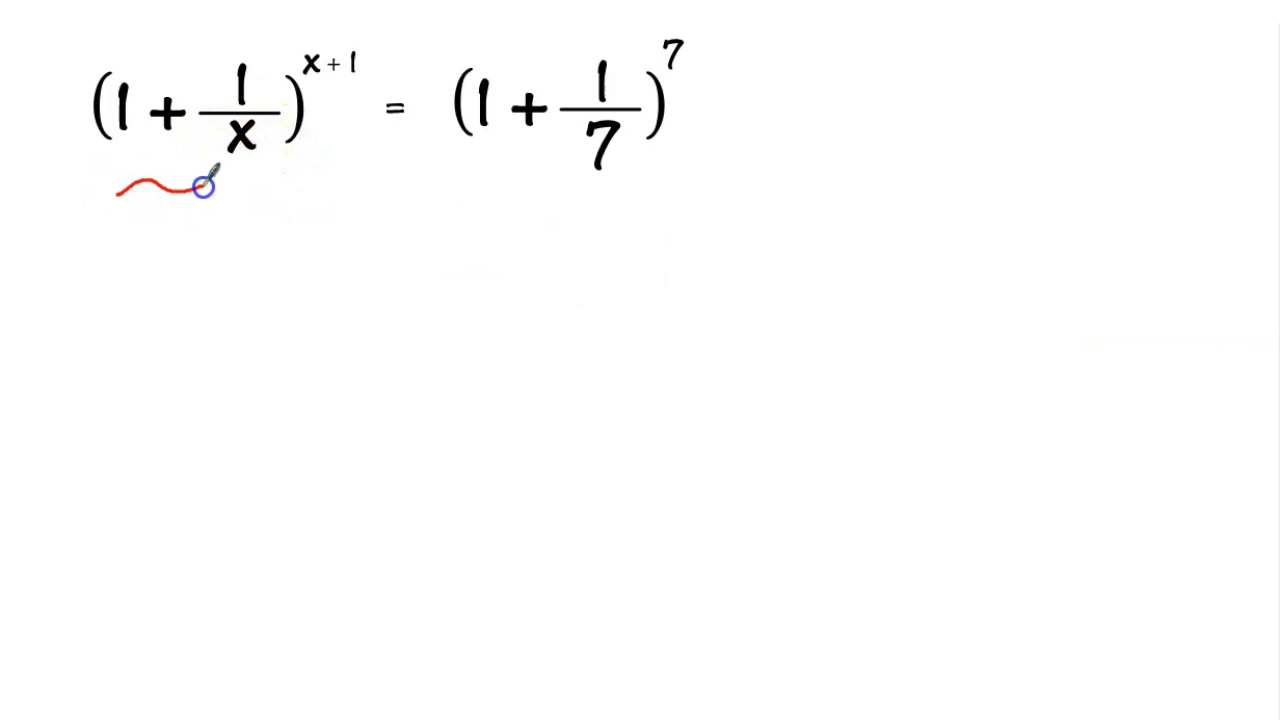 (1 + 1/x)^(x+1) = (1 + 1/7)^7